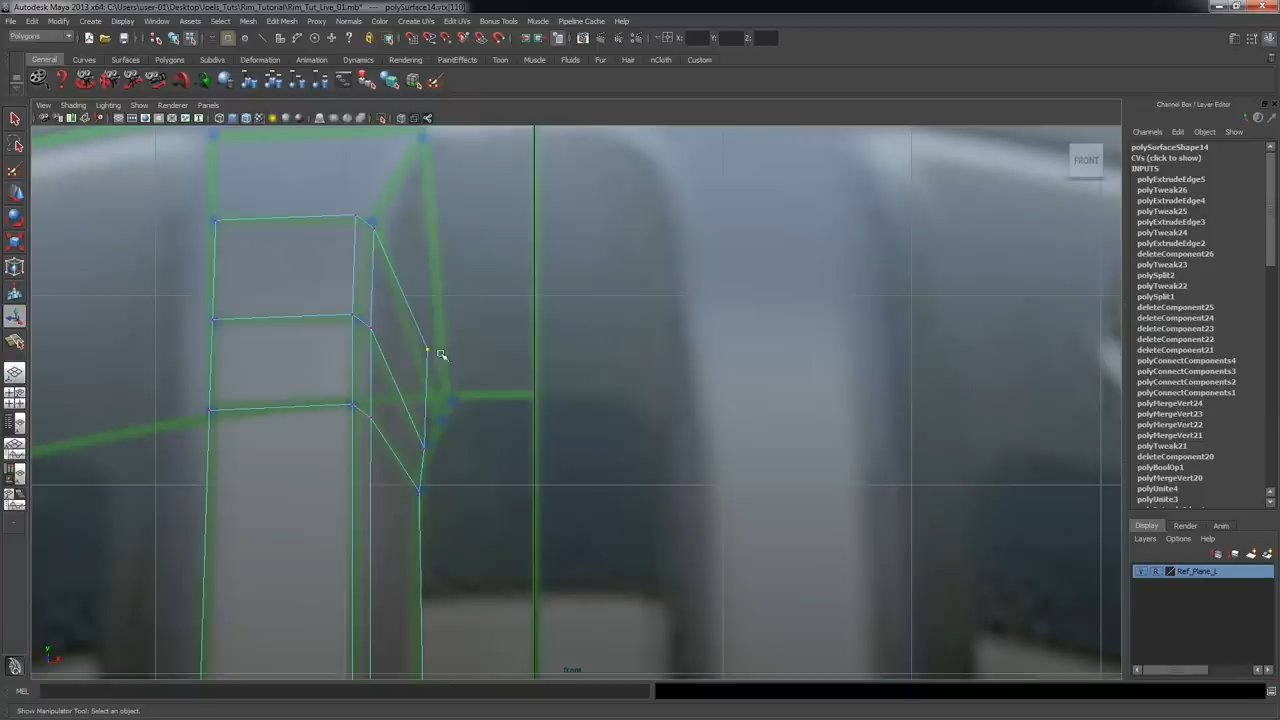 Autodesk Maya 2013 x64: C:\Users\user-01\Desktop\Joels_Tuts\Rim_Tutorial\Rim_Tut_Live_01.mb* --- polySurface14.vtx[110]
File Edit Modify Create Display Window Assets Select Mesh Edit Mesh Proxy Normals Color Create UVs Edit UVs Bonus Tools Muscle Pipeline Cache Help
Polygons X: Y: Z:
General Curves Surfaces Polygons Subdivs Deformation Animation Dynamics Rendering PaintEffects Toon Muscle Fluids Fur Hair nCloth Custom
View Shading Lighting Show Renderer Panels
Channel Box / Layer Editor
Channels Edit Object Show
polySurfaceShape14
CVs (click to show)
INPUTS
polyExtrudeEdge5
polyTweak26
polyExtrudeEdge4
polyTweak25
polyExtrudeEdge3
polyTweak24
polyExtrudeEdge2
deleteComponent26
polyTweak23
polySplit2
polyTweak22
polySplit1
deleteComponent25
deleteComponent24
deleteComponent23
deleteComponent22
deleteComponent21
polyConnectComponents4
polyConnectComponents3
polyConnectComponents2
polyConnectComponents1
polyMergeVert24
polyMergeVert23
polyMergeVert22
polyMergeVert21
polyTweak21
deleteComponent20
polyBoolOp1
polyMergeVert20
polyUnite4
polyUnite3
FRONT
Display Render Anim
Layers Options Help
V R Ref_Plane_L
y
x
front
MEL
Show Manipulator Tool: Select an object.